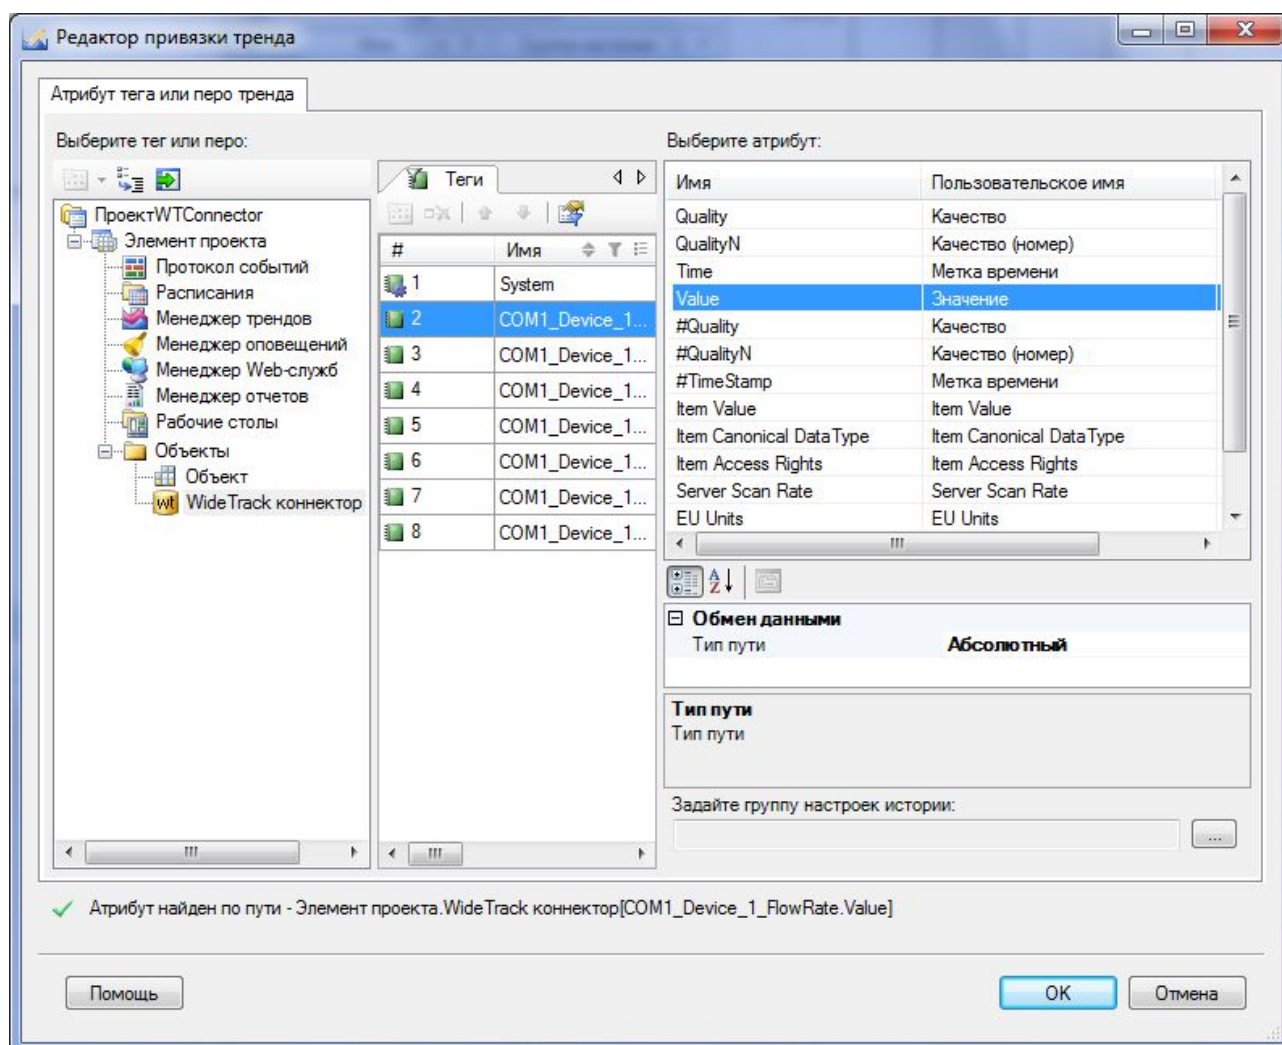 Редактор привязки тренда
Атрибут тега или перо тренда
Выберите тег или перо:
ПроектWTConnector
Элемент проекта
Протокол событий
Расписания
Менеджер трендов
Менеджер оповещений
Менеджер Web-служб
Менеджер отчетов
Рабочие столы
Объекты
Объект
wt WideTrack коннектор
Теги
# Имя
1 System
2 COM1_Device_1...
3 COM1_Device_1...
4 COM1_Device_1...
5 COM1_Device_1...
6 COM1_Device_1...
7 COM1_Device_1...
8 COM1_Device_1...
Выберите атрибут:
Имя Пользовательское имя
Quality Качество
QualityN Качество (номер)
Time Метка времени
Value Значение
#Quality Качество
#QualityN Качество (номер)
#TimeStamp Метка времени
Item Value Item Value
Item Canonical DataType Item Canonical DataType
Item Access Rights Item Access Rights
Server Scan Rate Server Scan Rate
EU Units EU Units
Обмен данными
Тип пути Абсолютный
Тип пути
Тип пути
Задайте группу настроек истории:
...
Атрибут найден по пути - Элемент проекта.WideTrack коннектор[COM1_Device_1_FlowRate.Value]
Помощь
OK
Отмена